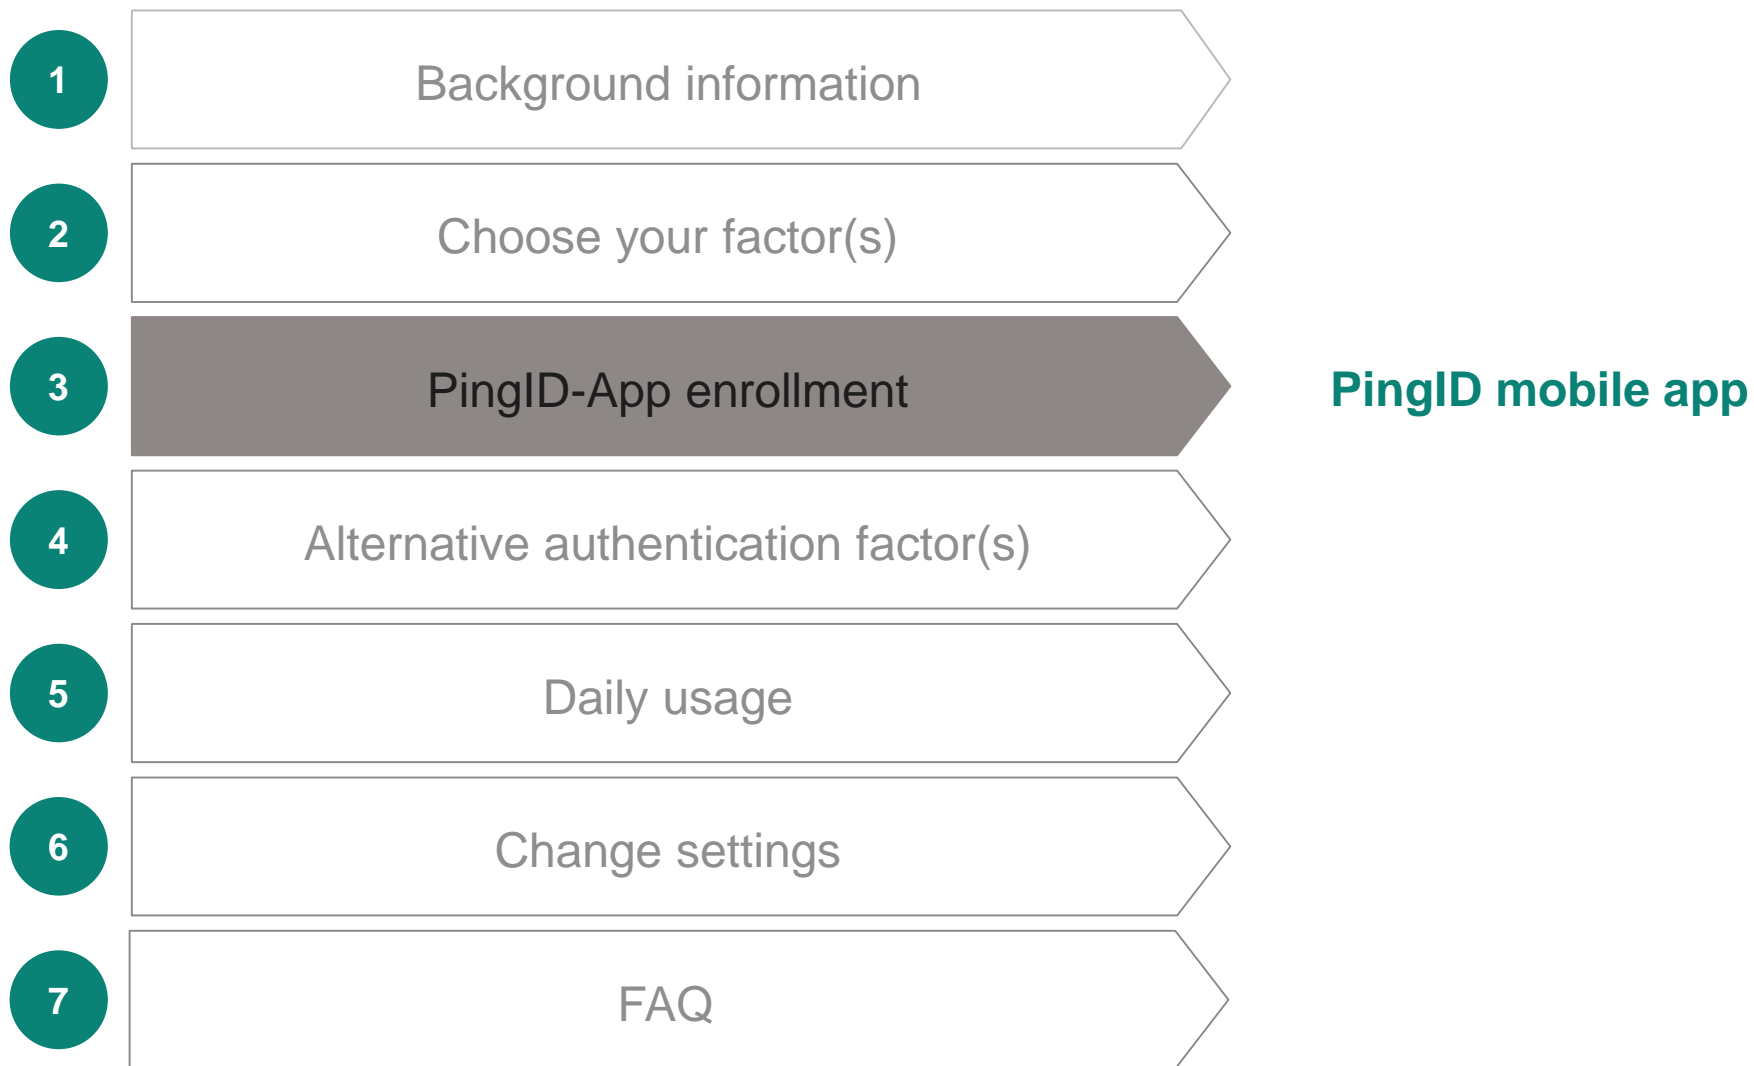 1
Background information
2
Choose your factor(s)
3
PingID-App enrollment
PingID mobile app
4
Alternative authentication factor(s)
5
Daily usage
6
Change settings
7
FAQ